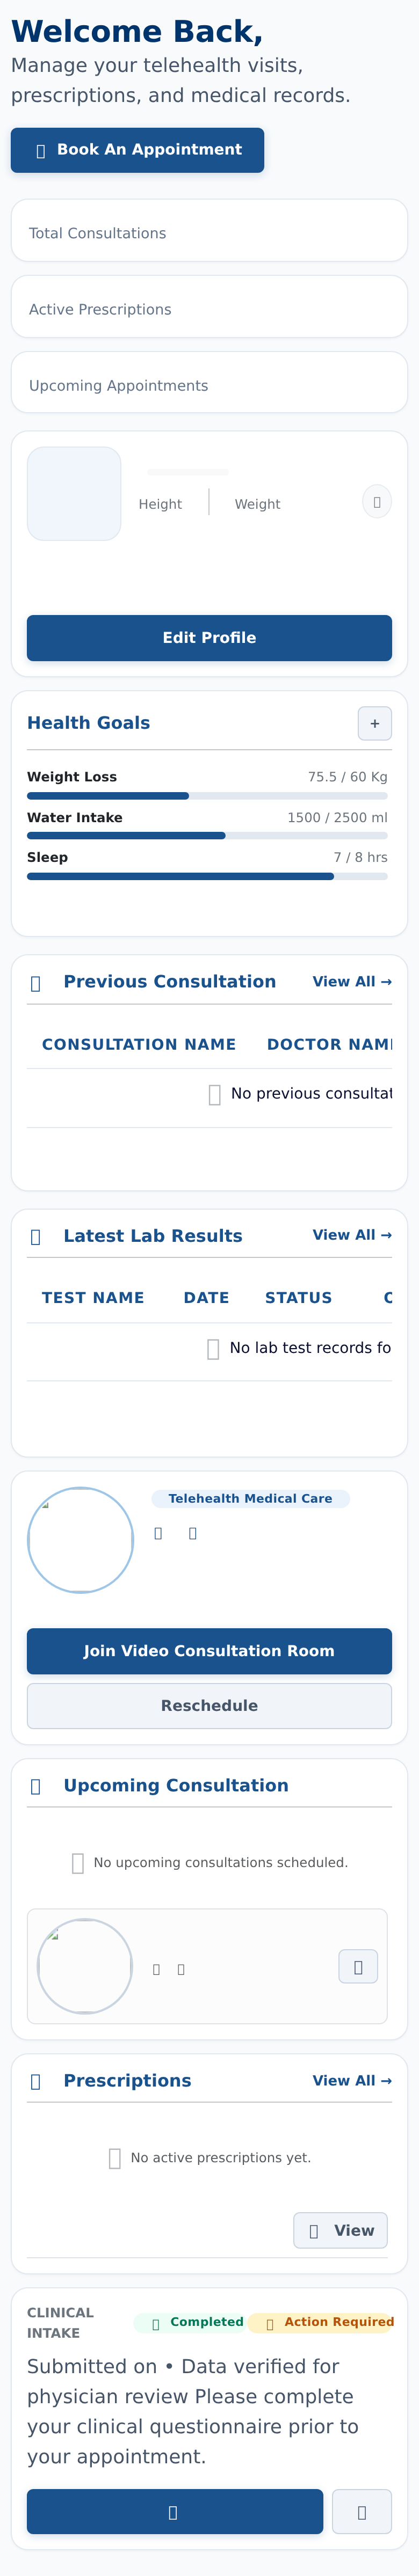 Welcome Back,
Manage your telehealth visits,
prescriptions, and medical records.
Book An Appointment
Total Consultations
Active Prescriptions
Upcoming Appointments
Height Weight
Edit Profile
Health Goals +
Weight Loss 75.5 / 60 Kg
Water Intake 1500 / 2500 ml
Sleep 7 / 8 hrs
Previous Consultation View All →
CONSULTATION NAME DOCTOR NAM
No previous consultat
Latest Lab Results View All →
TEST NAME DATE STATUS
No lab test records fo
Telehealth Medical Care
Join Video Consultation Room
Reschedule
Upcoming Consultation
No upcoming consultations scheduled.
Prescriptions View All →
No active prescriptions yet.
View
CLINICAL
INTAKE
Completed Action Required
Submitted on • Data verified for
physician review Please complete
your clinical questionnaire prior to
your appointment.